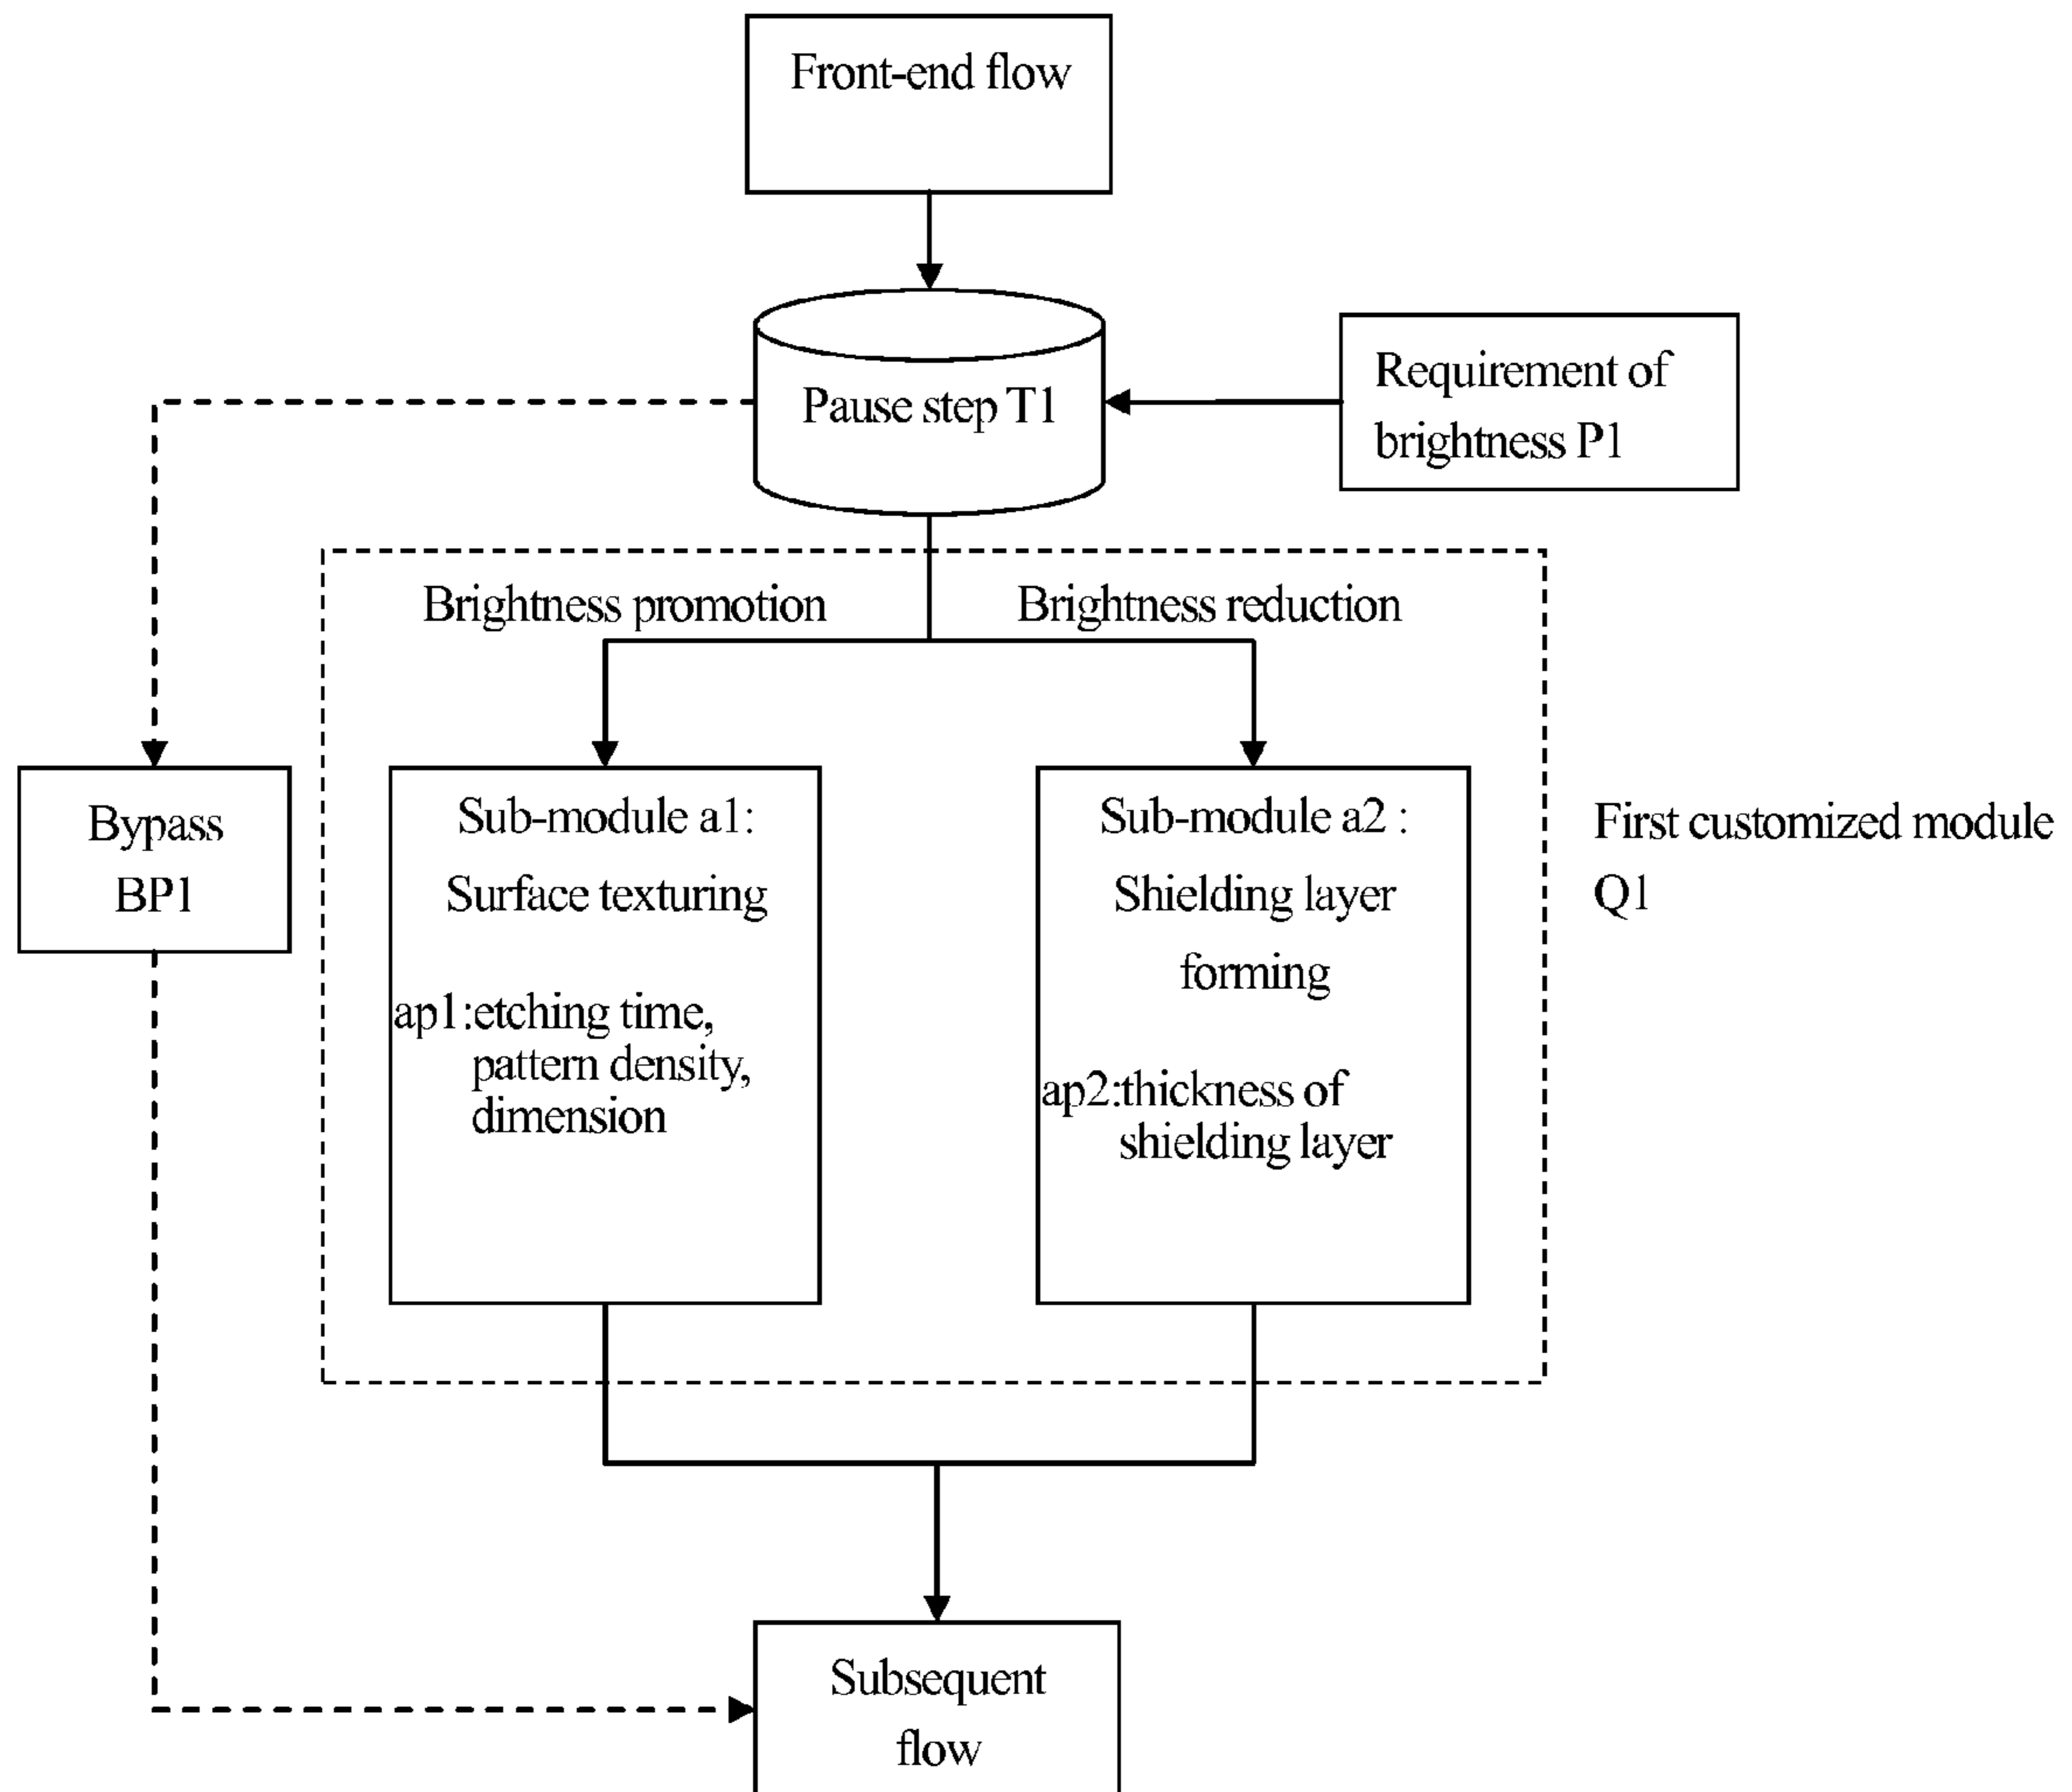 Front-end flow
Pause step T1
Requirement of
brightness P1
Brightness promotion
Brightness reduction
Bypass
BP1
Sub-module a1:
Surface texturing
ap1:etching time,
pattern density,
dimension
Sub-module a2 :
Shielding layer
forming
ap2:thickness of
shielding layer
First customized module
Q1
Subsequent
flow